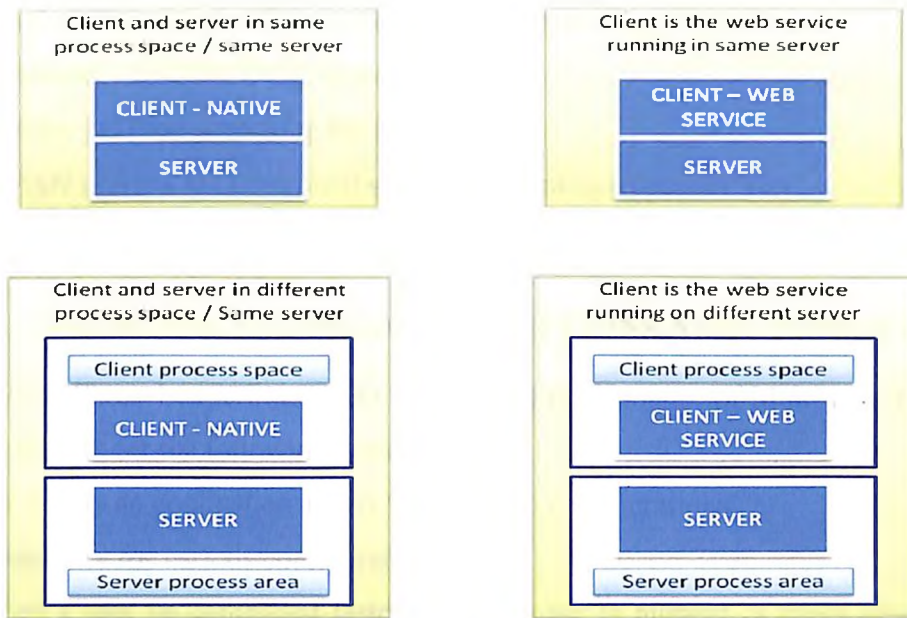 Client and server in same
process space / same server
CLIENT - NATIVE
SERVER
Client is the web service
running in same server
CLIENT – WEB
SERVICE
SERVER
Client and server in different
process space / Same server
Client process space
CLIENT - NATIVE
SERVER
Server process area
Client is the web service
running on different server
Client process space
CLIENT – WEB
SERVICE
SERVER
Server process area